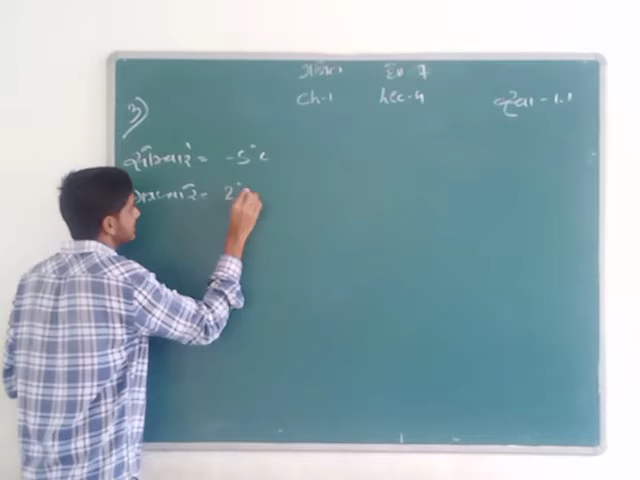 ગણિત ધો 7
Ch-1 Lec-4 સ્વા-1.1
3)
સોમવારે = -5°c
મંગળવારે = 2°